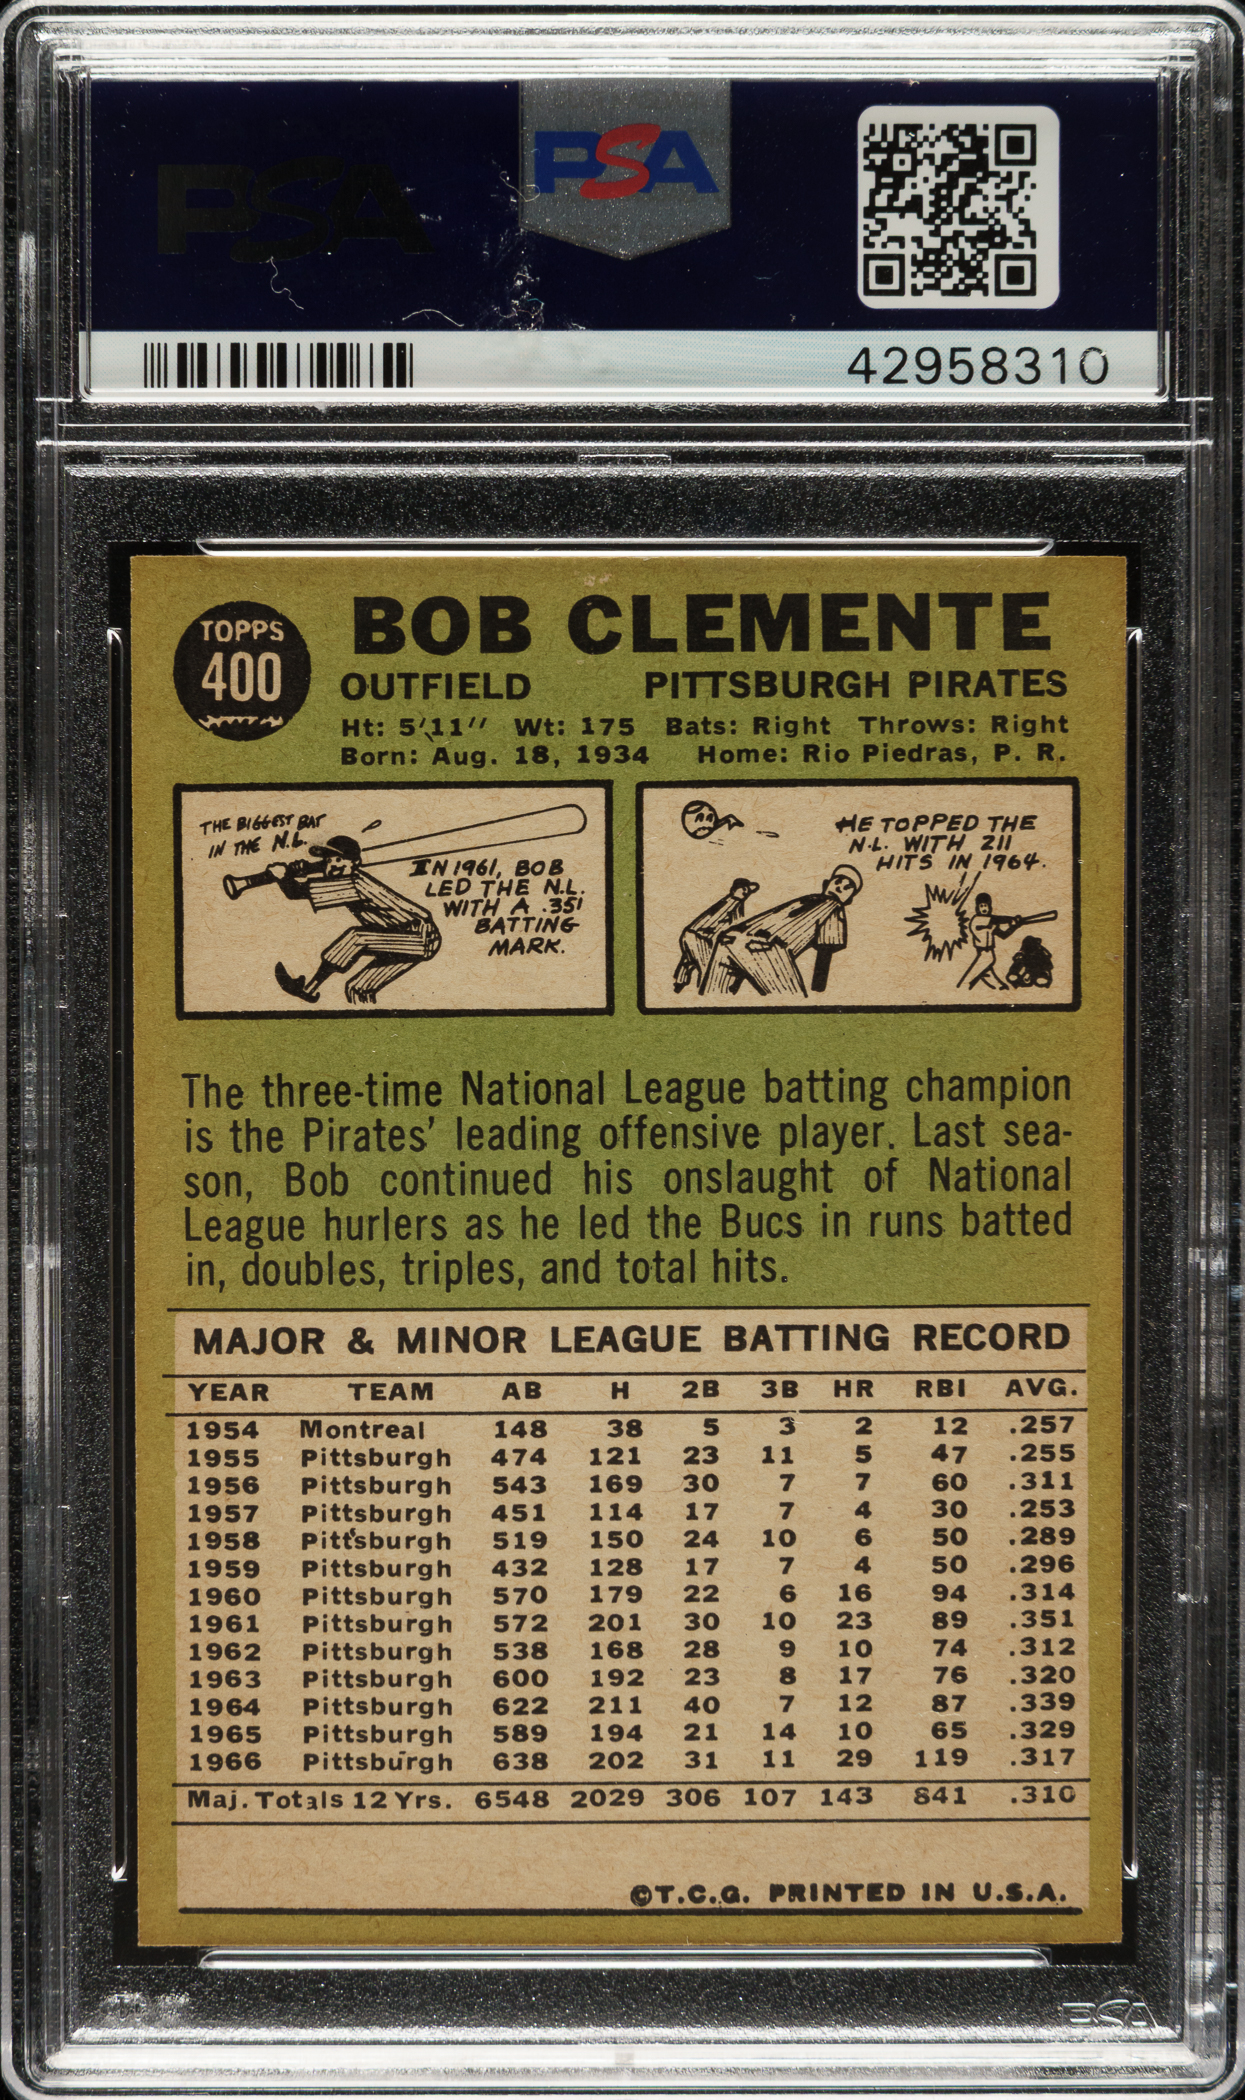 PSA
PSA
42958310
TOPPS
400
BOB CLEMENTE
OUTFIELD PITTSBURGH PIRATES
Ht: 5'11" Wt: 175 Bats: Right Throws: Right
Born: Aug. 18, 1934 Home: Rio Piedras, P. R.
THE BIGGEST BAT
IN THE N.L.
IN 1961, BOB
LED THE N.L.
WITH A .351
BATTING
MARK.
HE TOPPED THE
N.L. WITH 211
HITS IN 1964.
The three-time National League batting champion
is the Pirates' leading offensive player. Last sea-
son, Bob continued his onslaught of National
League hurlers as he led the Bucs in runs batted
in, doubles, triples, and total hits.
MAJOR & MINOR LEAGUE BATTING RECORD
YEAR TEAM AB H 2B 3B HR RBI AVG.
1954 Montreal 148 38 5 3 2 12 .257
1955 Pittsburgh 474 121 23 11 5 47 .255
1956 Pittsburgh 543 169 30 7 7 60 .311
1957 Pittsburgh 451 114 17 7 4 30 .253
1958 Pittsburgh 519 150 24 10 6 50 .289
1959 Pittsburgh 432 128 17 7 4 50 .296
1960 Pittsburgh 570 179 22 6 16 94 .314
1961 Pittsburgh 572 201 30 10 23 89 .351
1962 Pittsburgh 538 168 28 9 10 74 .312
1963 Pittsburgh 600 192 23 8 17 76 .320
1964 Pittsburgh 622 211 40 7 12 87 .339
1965 Pittsburgh 589 194 21 14 10 65 .329
1966 Pittsburgh 638 202 31 11 29 119 .317
Maj. Totals 12 Yrs. 6548 2029 306 107 143 841 .310
©T.C.G. PRINTED IN U.S.A.
PSA